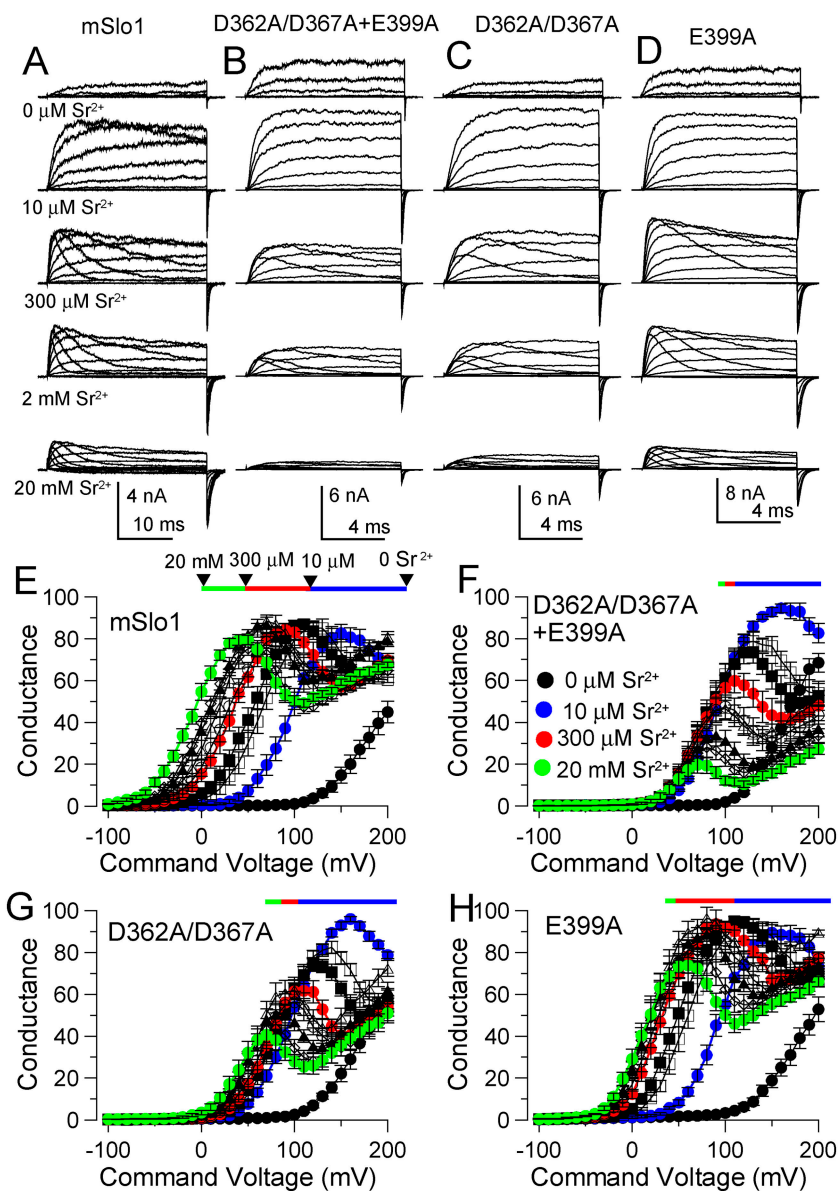 mSlo1
D362A/D367A+E399A
D362A/D367A
E399A
A
B
C
D
0 μM Sr²⁺
10 μM Sr²⁺
300 μM Sr²⁺
2 mM Sr²⁺
20 mM Sr²⁺
4 nA
10 ms
6 nA
4 ms
6 nA
4 ms
8 nA
4 ms
E
20 mM
300 μM
10 μM
0 Sr²⁺
mSlo1
100
80
60
40
20
0
Conductance
-100
0
100
200
Command Voltage (mV)
F
D362A/D367A
+E399A
0 μM Sr²⁺
10 μM Sr²⁺
300 μM Sr²⁺
20 mM Sr²⁺
100
80
60
40
20
0
Conductance
-100
0
100
200
Command Voltage (mV)
G
D362A/D367A
100
80
60
40
20
0
Conductance
-100
0
100
200
Command Voltage (mV)
H
E399A
100
80
60
40
20
0
Conductance
-100
0
100
200
Command Voltage (mV)